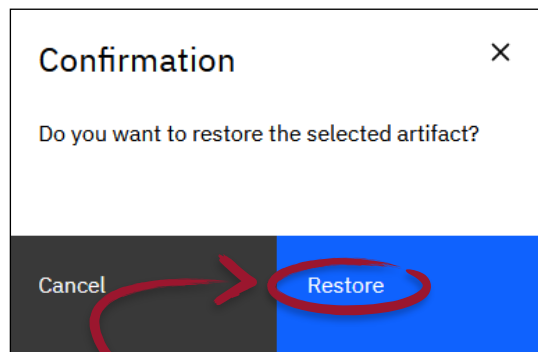 Confirmation
Do you want to restore the selected artifact?
Cancel
Restore